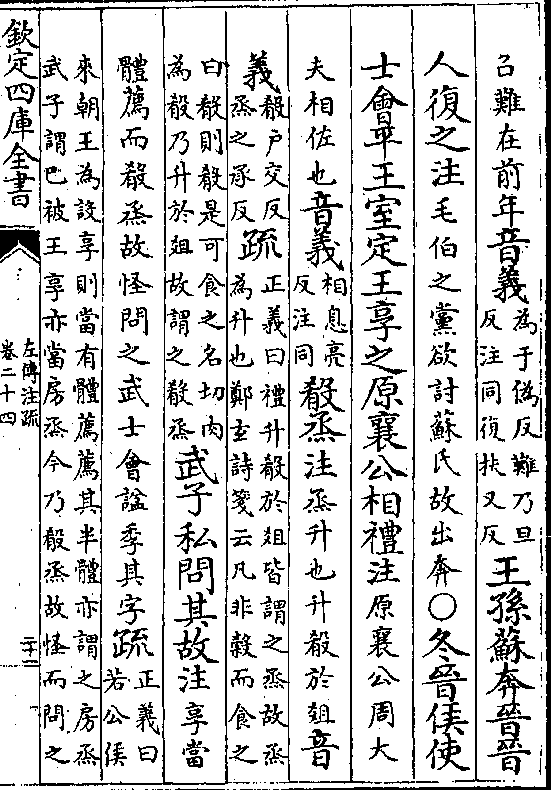 召難在前年音義為于偽反難乃旦反注同復扶又反王孫蘇奔晉晉
人復之注毛伯之黨欲討蘇氏故出奔○冬晉侯使
士會平王室定王享之原襄公相禮注原襄公周大
夫相佐也音義相息亮反注同殽烝注烝升也升殽於俎音
義殽户交反烝之承反疏正義曰禮升殽於俎皆謂之烝故烝為升也鄭玄詩箋云凡非穀而食之
曰殽則殽是可食之名切肉為殽乃升於俎故謂之殽烝武子私問其故注享當
體薦而殽烝故怪問之武士會諡季其字疏正義曰若公侯
來朝王為設享則當有體薦薦其半體亦謂之房烝武子謂巴被王享亦當房烝今乃殽烝故怪而問之
欽定四庫全書
左傳注疏
卷二十四